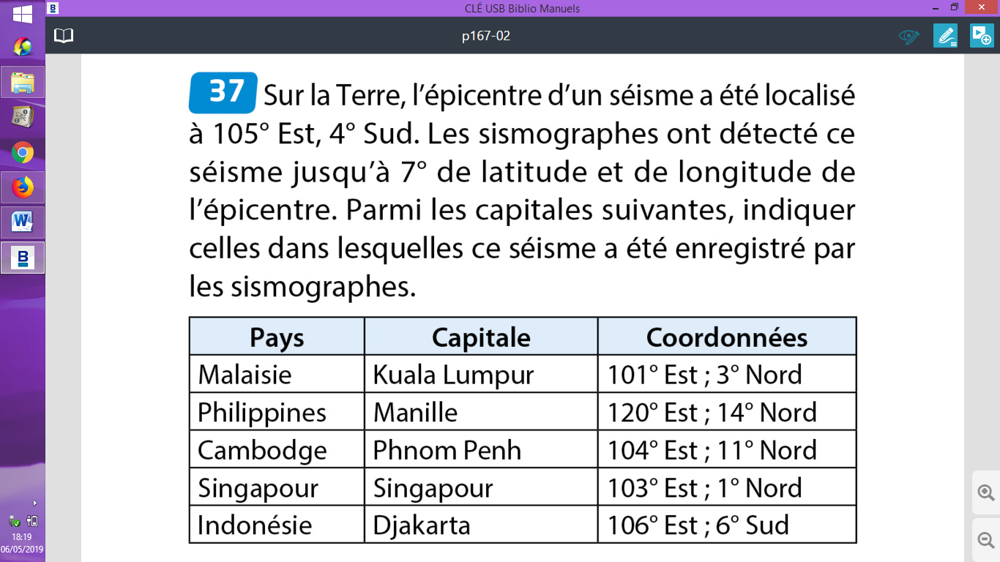 CLÉ USB Biblio Manuels
p167-02
37 Sur la Terre, l'épicentre d'un séisme a été localisé
à 105° Est, 4° Sud. Les sismographes ont détecté ce
séisme jusqu'à 7° de latitude et de longitude de
l'épicentre. Parmi les capitales suivantes, indiquer
celles dans lesquelles ce séisme a été enregistré par
les sismographes.
Pays Capitale Coordonnées
Malaisie Kuala Lumpur 101° Est ; 3° Nord
Philippines Manille 120° Est ; 14° Nord
Cambodge Phnom Penh 104° Est ; 11° Nord
Singapour Singapour 103° Est ; 1° Nord
Indonésie Djakarta 106° Est ; 6° Sud
18:19
06/05/2019